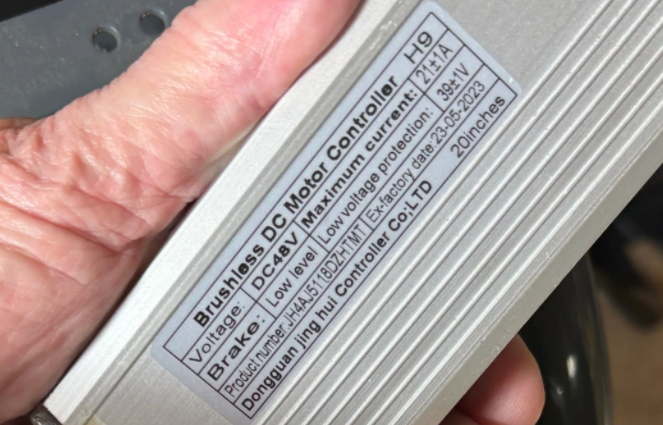 Brushless DC Motor Controller H9
Voltage: DC48V Maximum current: 21±1A
Brake: Low level Low voltage protection: 39±1V
Product number:JH4AJ5118DZHTMT Ex-factory date:23-05-2023
Dongguan jing hui Controller Co;LTD 20inches